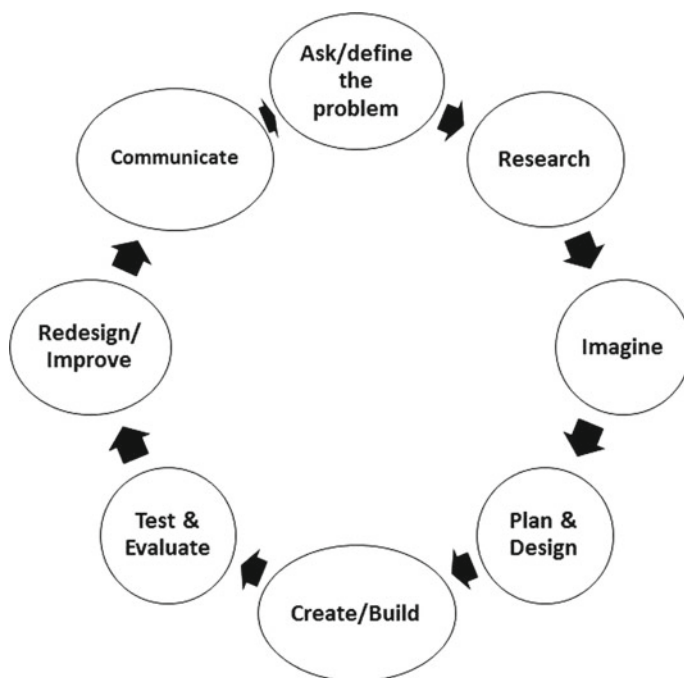 Ask/define
the
problem
Research
Imagine
Plan &
Design
Create/Build
Test &
Evaluate
Redesign/
Improve
Communicate